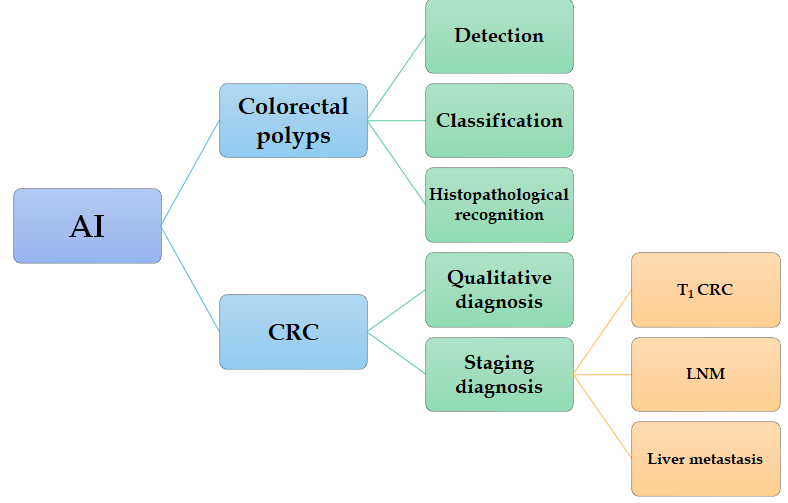 AI
Colorectal
polyps
Detection
Classification
Histopathological
recognition
CRC
Qualitative
diagnosis
Staging
diagnosis
T₁ CRC
LNM
Liver metastasis